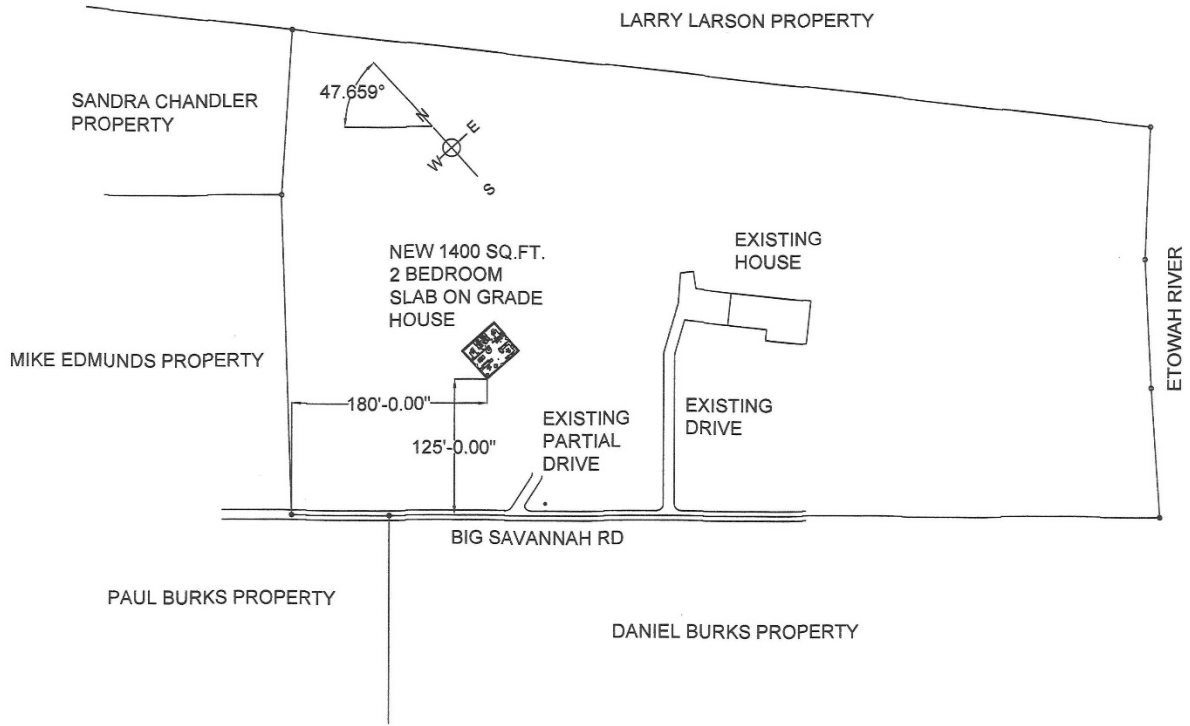 LARRY LARSON PROPERTY
SANDRA CHANDLER
PROPERTY
47.659°
N
E
W
S
NEW 1400 SQ.FT.
2 BEDROOM
SLAB ON GRADE
HOUSE
EXISTING
HOUSE
ETOWAH RIVER
MIKE EDMUNDS PROPERTY
180'-0.00"
125'-0.00"
EXISTING
PARTIAL
DRIVE
EXISTING
DRIVE
BIG SAVANNAH RD
PAUL BURKS PROPERTY
DANIEL BURKS PROPERTY